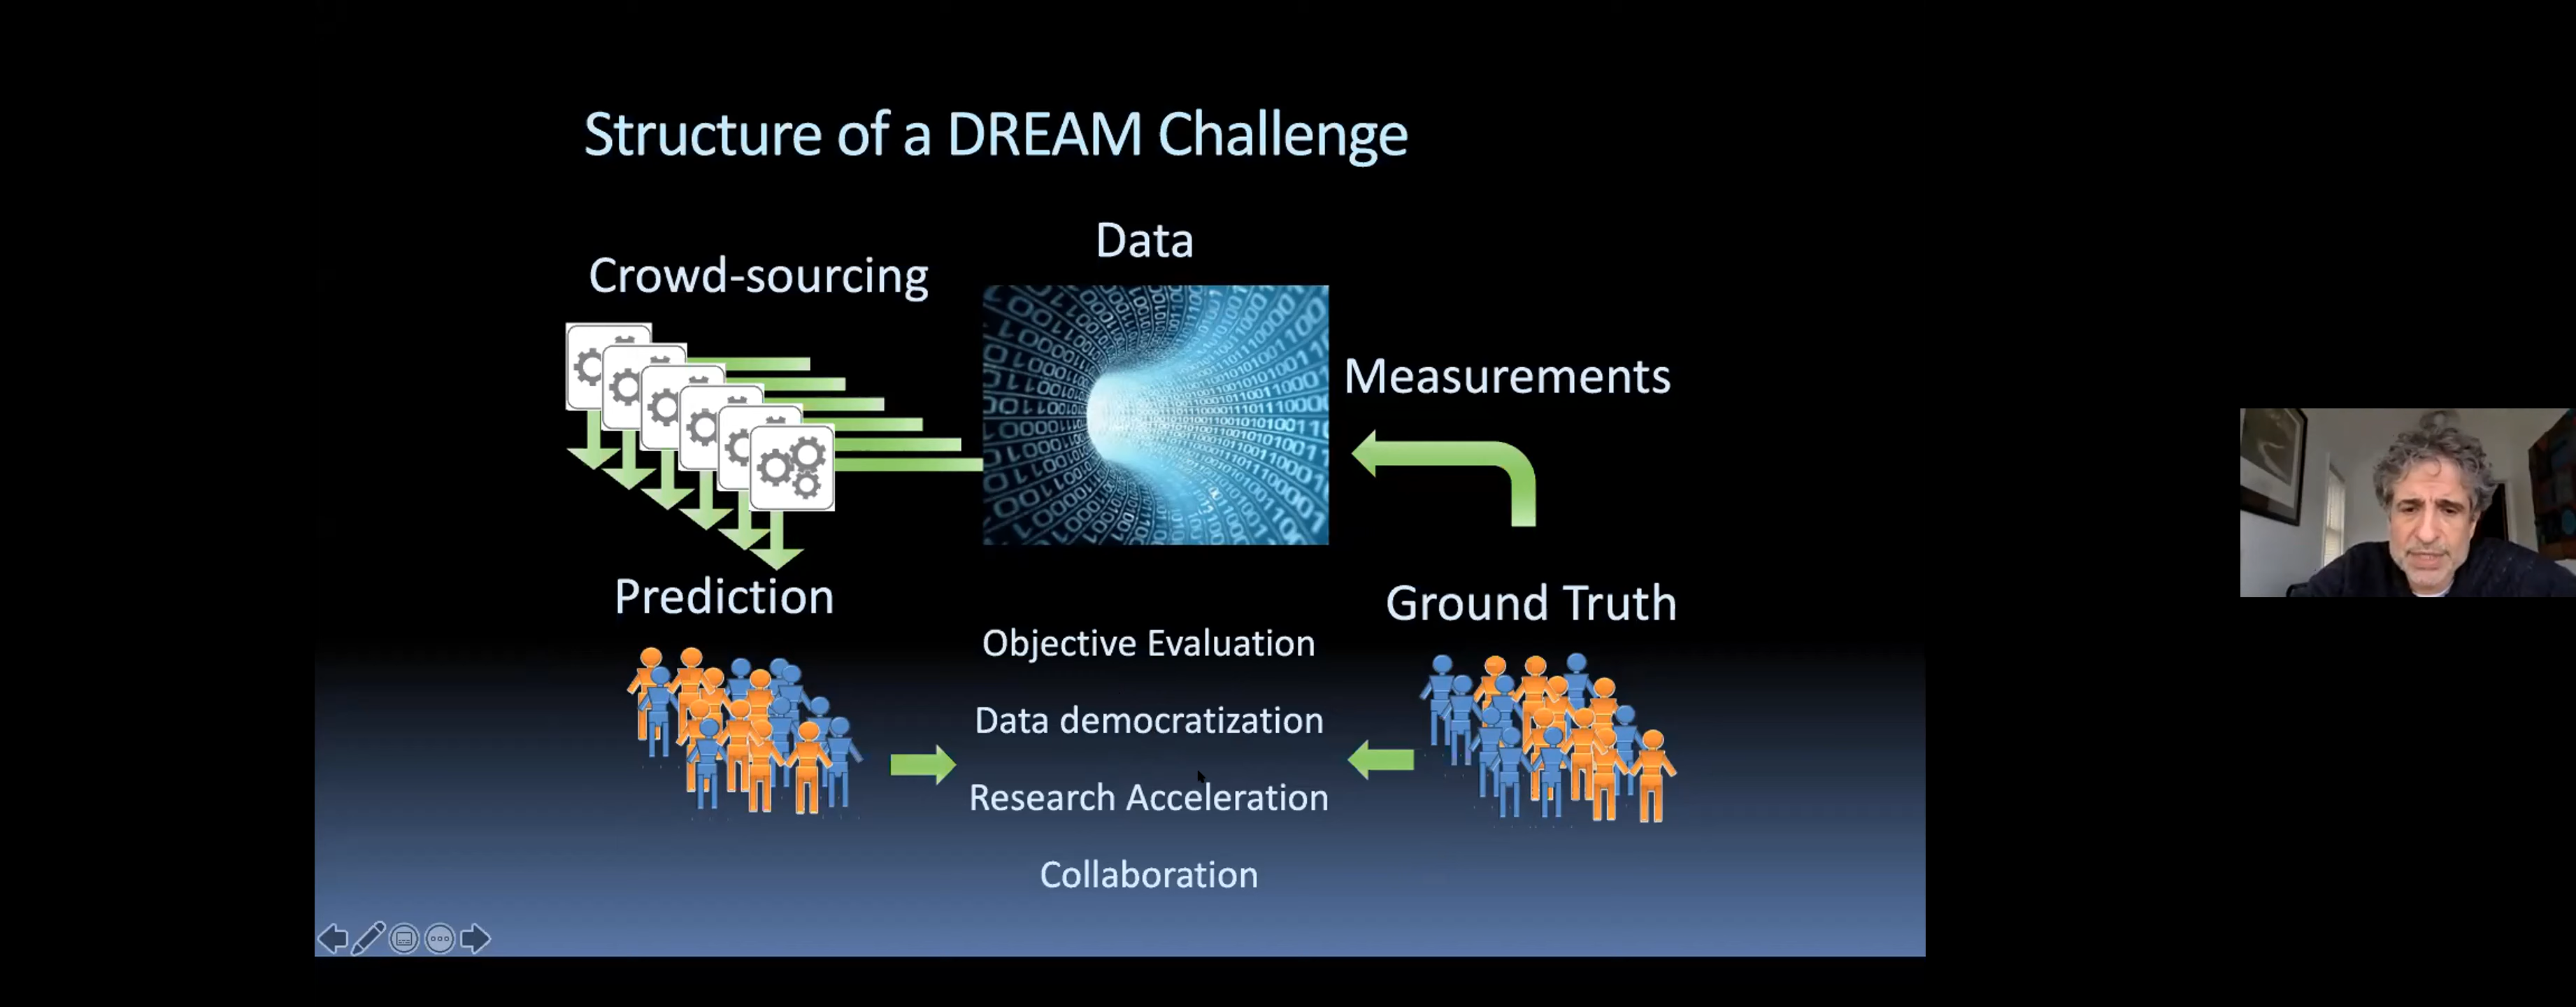 Structure of a DREAM Challenge
Data
Crowd-sourcing
Measurements
Prediction
Ground Truth
Objective Evaluation
Data democratization
Research Acceleration
Collaboration